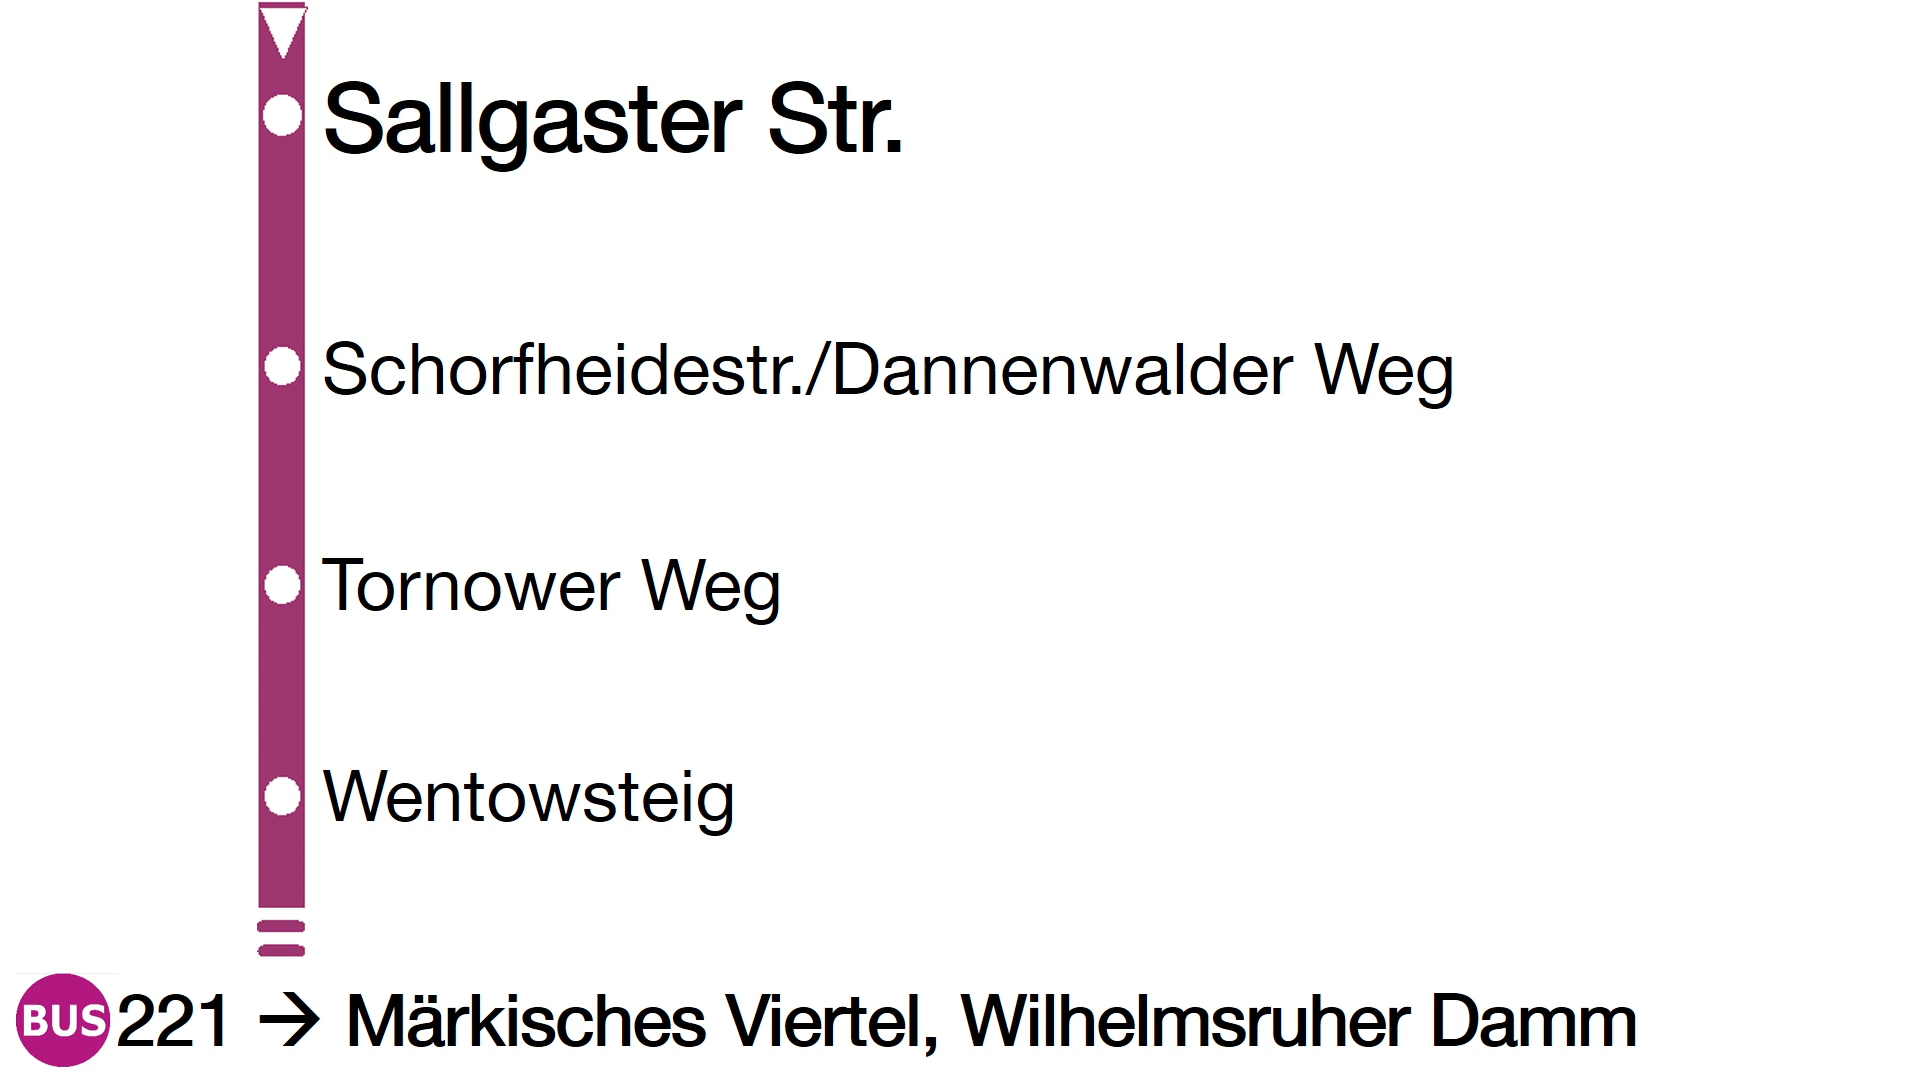 Sallgaster Str.
Schorfheidestr./Dannenwalder Weg
Tornower Weg
Wentowsteig
BUS 221 → Märkisches Viertel, Wilhelmsruher Damm